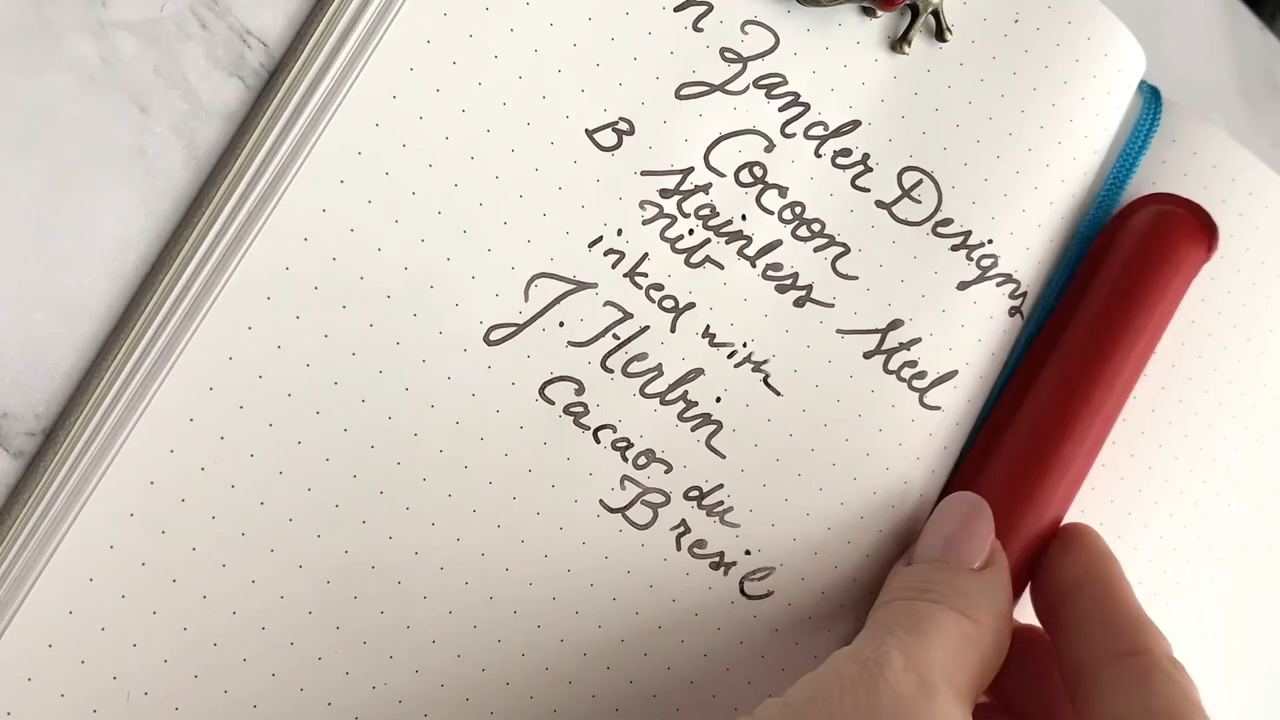 n Zander Designs
Cocoon
B Stainless Steel
nib
inked with
J. Herbin
Cacao du
Bresil